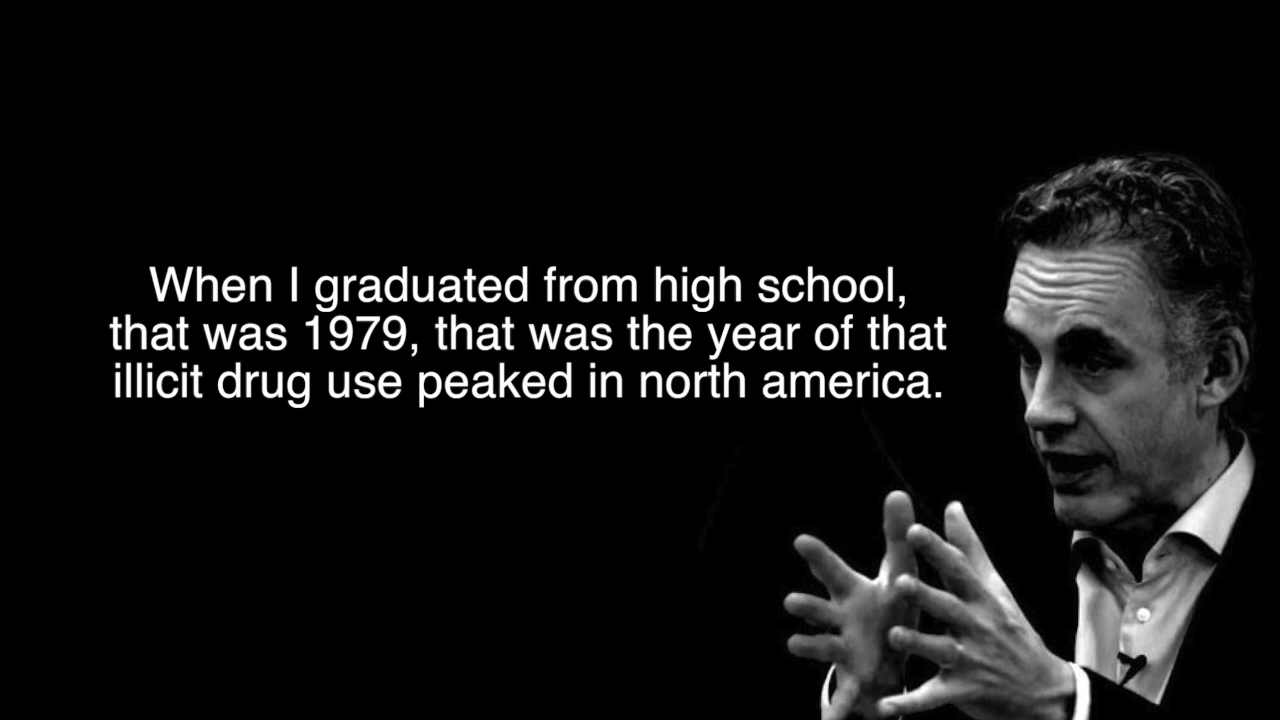 When I graduated from high school,
that was 1979, that was the year of that
illicit drug use peaked in north america.